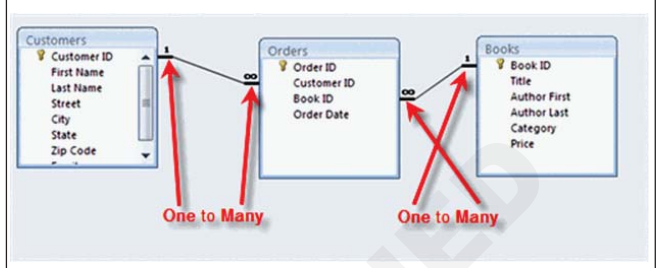 Customers
Customer ID
First Name
Last Name
Street
City
State
Zip Code
1
∞
Orders
Order ID
Customer ID
Book ID
Order Date
∞
1
Books
Book ID
Title
Author First
Author Last
Category
Price
One to Many
One to Many